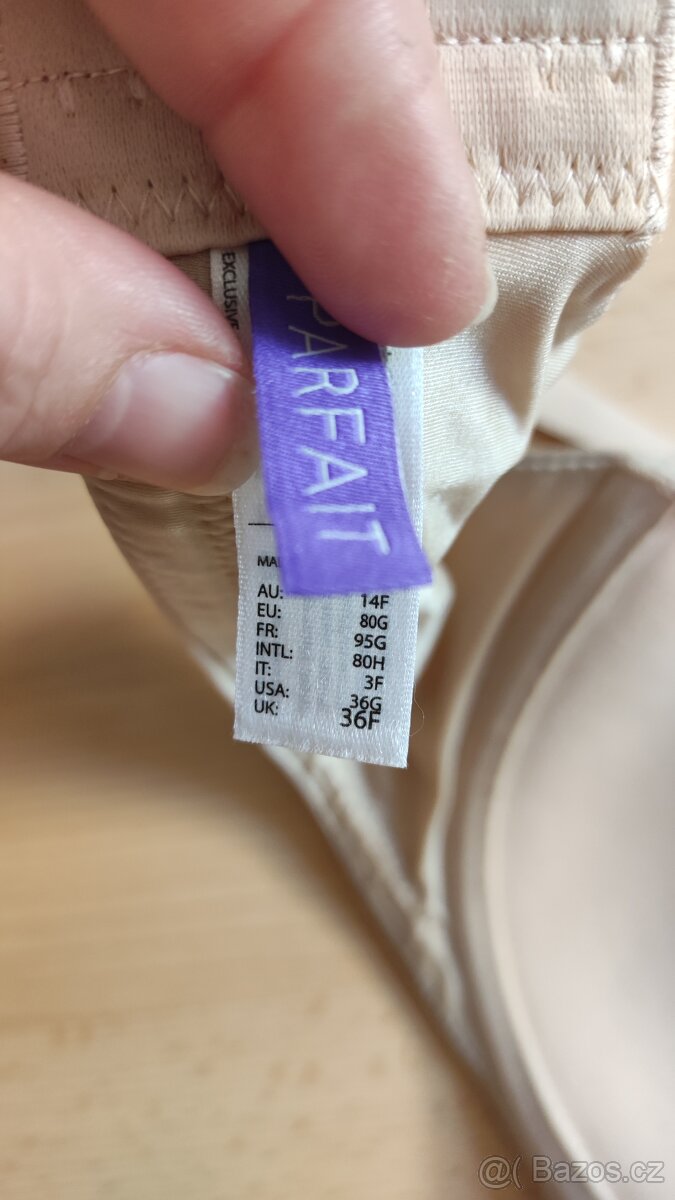 EXCLUSIVE
PARFAIT
AU: 14F
EU: 80G
FR: 95G
INTL: 80H
IT: 3F
USA: 36G
UK: 36F
@( Bazos.cz